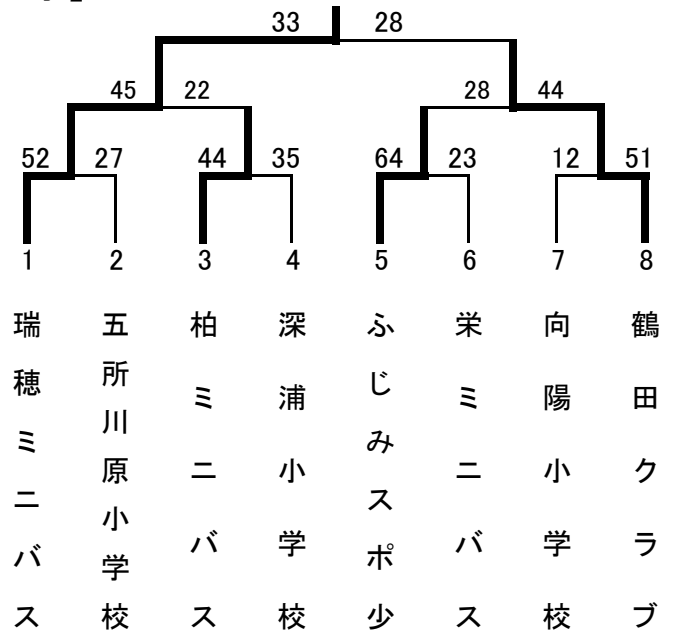 33 28
45 22 28 44
52 27 44 35 64 23 12 51
1 2 3 4 5 6 7 8
瑞穂ミニバス
五所川原小学校
柏ミニバス
深浦小学校
ふじみスポ少
栄ミニバス
向陽小学校
鶴田クラブ